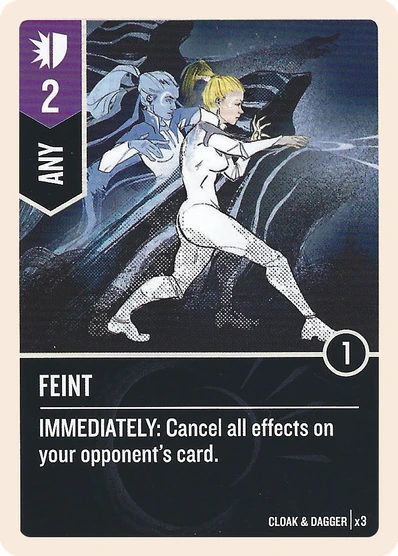 2
ANY
1
FEINT
IMMEDIATELY: Cancel all effects on
your opponent's card.
CLOAK & DAGGER | x3